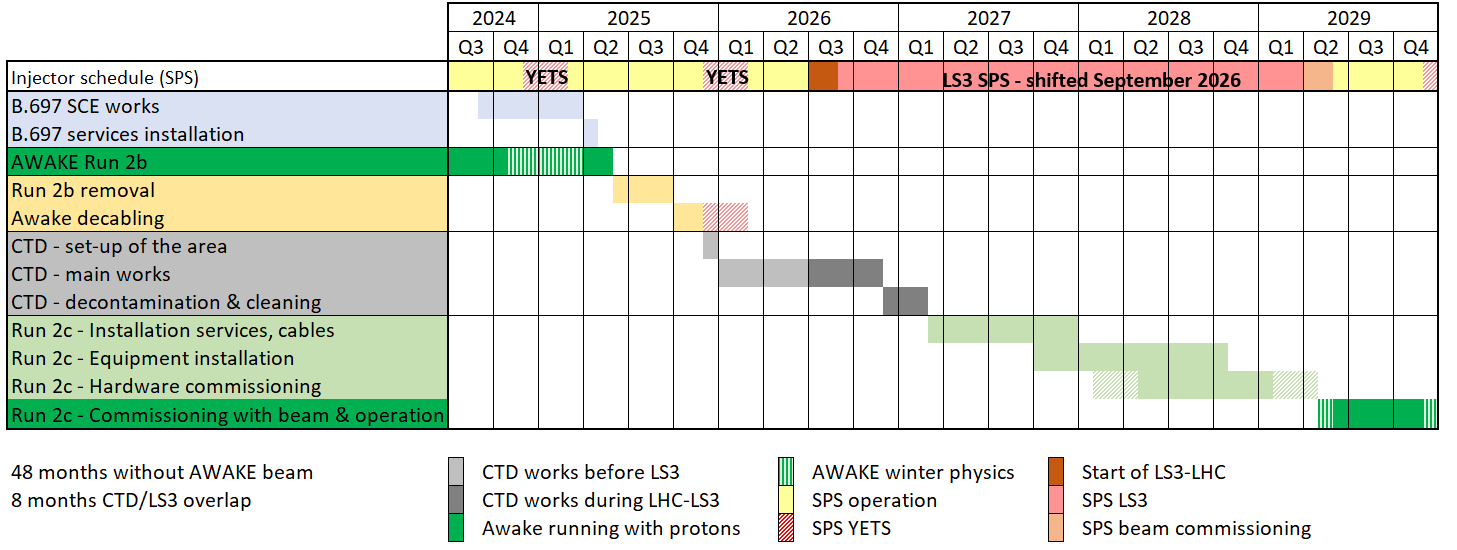 2024 2025 2026 2027 2028 2029
Q3 Q4 Q1 Q2 Q3 Q4 Q1 Q2 Q3 Q4 Q1 Q2 Q3 Q4 Q1 Q2 Q3 Q4 Q1 Q2 Q3 Q4
Injector schedule (SPS) YETS YETS LS3 SPS - shifted September 2026
B.697 SCE works
B.697 services installation
AWAKE Run 2b
Run 2b removal
Awake decabling
CTD - set-up of the area
CTD - main works
CTD - decontamination & cleaning
Run 2c - Installation services, cables
Run 2c - Equipment installation
Run 2c - Hardware commissioning
Run 2c - Commissioning with beam & operation
48 months without AWAKE beam CTD works before LS3 AWAKE winter physics Start of LS3-LHC
8 months CTD/LS3 overlap CTD works during LHC-LS3 SPS operation SPS LS3
Awake running with protons SPS YETS SPS beam commissioning